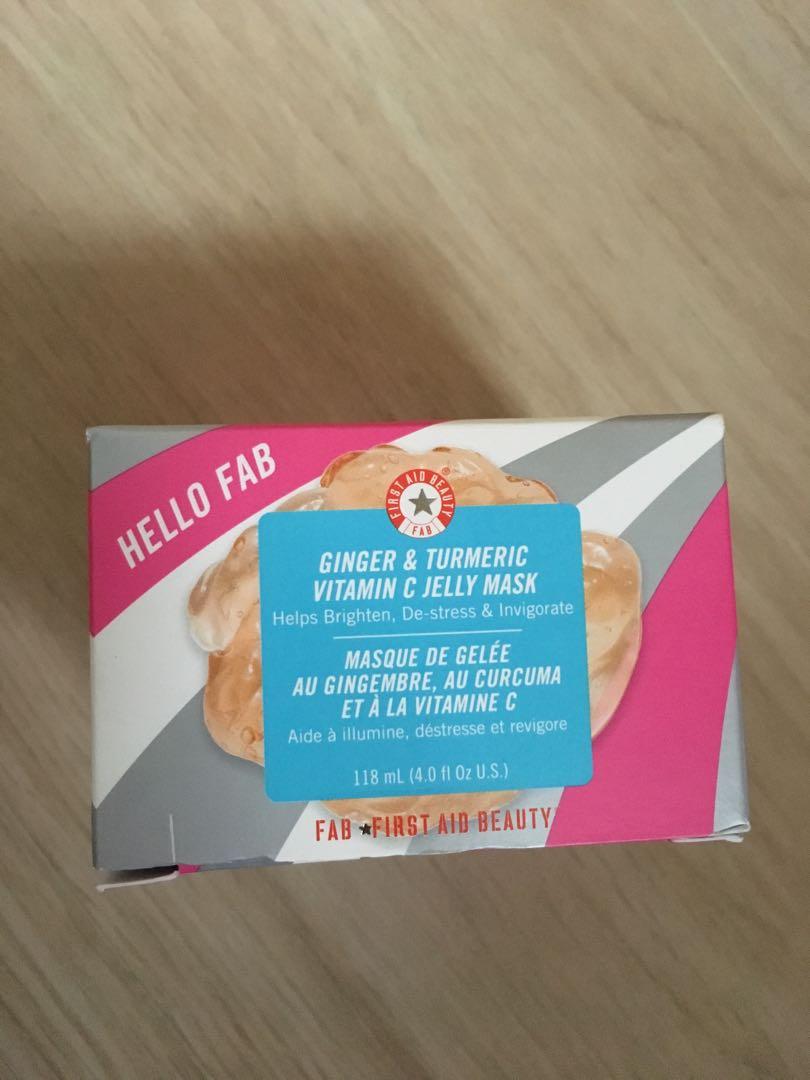 HELLO FAB
FIRST AID BEAUTY
FAB
GINGER & TURMERIC
VITAMIN C JELLY MASK
Helps Brighten, De-stress & Invigorate
MASQUE DE GELÉE
AU GINGEMBRE, AU CURCUMA
ET À LA VITAMINE C
Aide à illumine, déstresse et revigore
118 mL (4.0 fl Oz U.S.)
FAB ★ FIRST AID BEAUTY